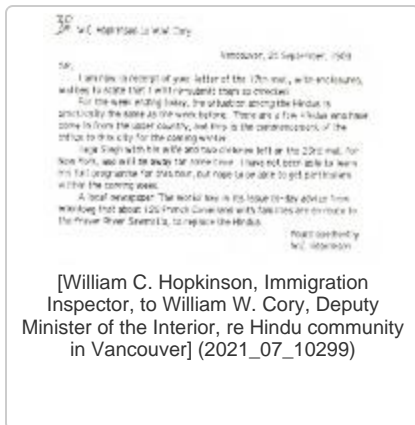 W.C. Hopkinson to W.W. Cory
Vancouver, 25 September, 1909
Sir,
I am now in receipt of your letter of the 17th inst., with enclosures,
and beg to state that I will re-submit them as directed.
For the week ending today, the situation among the Hindus is
practically the same as the week before. There are a few Hindus who have
come in from the upper country, and this is the commencement of the
influx to this city for the coming winter.
Singh with his wife and two children left on the 23rd inst. for
New York, and will be away for some time. I have not been able to learn
his full programme for this tour, but hope to be able to get particulars
within the coming week.
A local newspaper The World has in its issue to-day advice from
that about 125 French Canadians with families are en route to
the Fraser River Sawmills, to replace the Hindus.
Yours obediently
W.C. Hopkinson
[William C. Hopkinson, Immigration
Inspector, to William W. Cory, Deputy
Minister of the Interior, re Hindu community
in Vancouver] (2021_07_10299)